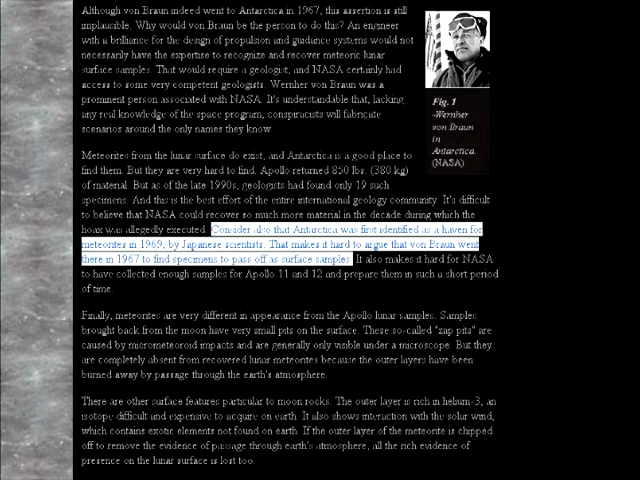 Although von Braun indeed went to Antarctica in 1967, this assertion is still
implausible. Why would von Braun be the person to do this? An engineer
with a brilliance for the design of propulsion and guidance systems would not
necessarily have the expertise to recognize and recover meteoric lunar
surface samples. That would require a geologist, and NASA certainly had
access to some very competent geologists. Wernher von Braun was a
prominent person associated with NASA. It's understandable that, lacking
any real knowledge of the space program, conspiracists will fabricate
scenarios around the only names they know.
Fig. 1
-Wernher
von Braun
in
Antarctica.
(NASA)
Meteorites from the lunar surface do exist, and Antarctica is a good place to
find them. But they are very hard to find. Apollo returned 850 lbs. (380 kg)
of material. But as of the late 1990s, geologists had found only 19 such
specimens. And this is the best effort of the entire international geology community. It's difficult
to believe that NASA could recover so much more material in the decade during which the
hoax was allegedly executed. Consider also that Antarctica was first identified as a haven for
meteorites in 1969, by Japanese scientists. That makes it hard to argue that von Braun went
there in 1967 to find specimens to pass off as surface samples. It also makes it hard for NASA
to have collected enough samples for Apollo 11 and 12 and prepare them in such a short period
of time.
Finally, meteorites are very different in appearance from the Apollo lunar samples. Samples
brought back from the moon have very small pits on the surface. These so-called "zap pits" are
caused by micrometeoroid impacts and are generally only visible under a microscope. But they
are completely absent from recovered lunar meteorites because the outer layers have been
burned away by passage through the earth's atmosphere.
There are other surface features particular to moon rocks. The outer layer is rich in helium-3, an
isotope difficult and expensive to acquire on earth. It also shows interaction with the solar wind,
which contains exotic elements not found on earth. If the outer layer of the meteorite is chipped
off to remove the evidence of passage through earth's atmosphere, all the rich evidence of
presence on the lunar surface is lost too.